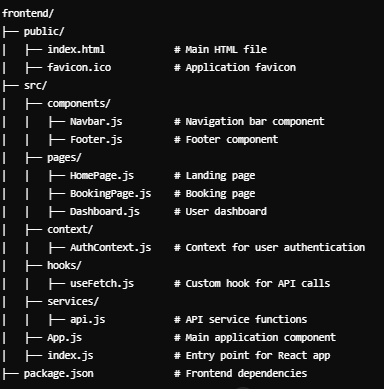 frontend/
├── public/
│   ├── index.html          # Main HTML file
│   ├── favicon.ico         # Application favicon
├── src/
│   ├── components/
│   │   ├── Navbar.js       # Navigation bar component
│   │   ├── Footer.js       # Footer component
│   ├── pages/
│   │   ├── HomePage.js     # Landing page
│   │   ├── BookingPage.js  # Booking page
│   │   ├── Dashboard.js    # User dashboard
│   ├── context/
│   │   ├── AuthContext.js  # Context for user authentication
│   ├── hooks/
│   │   ├── useFetch.js     # Custom hook for API calls
│   ├── services/
│   │   ├── api.js          # API service functions
│   ├── App.js              # Main application component
│   ├── index.js            # Entry point for React app
├── package.json            # Frontend dependencies